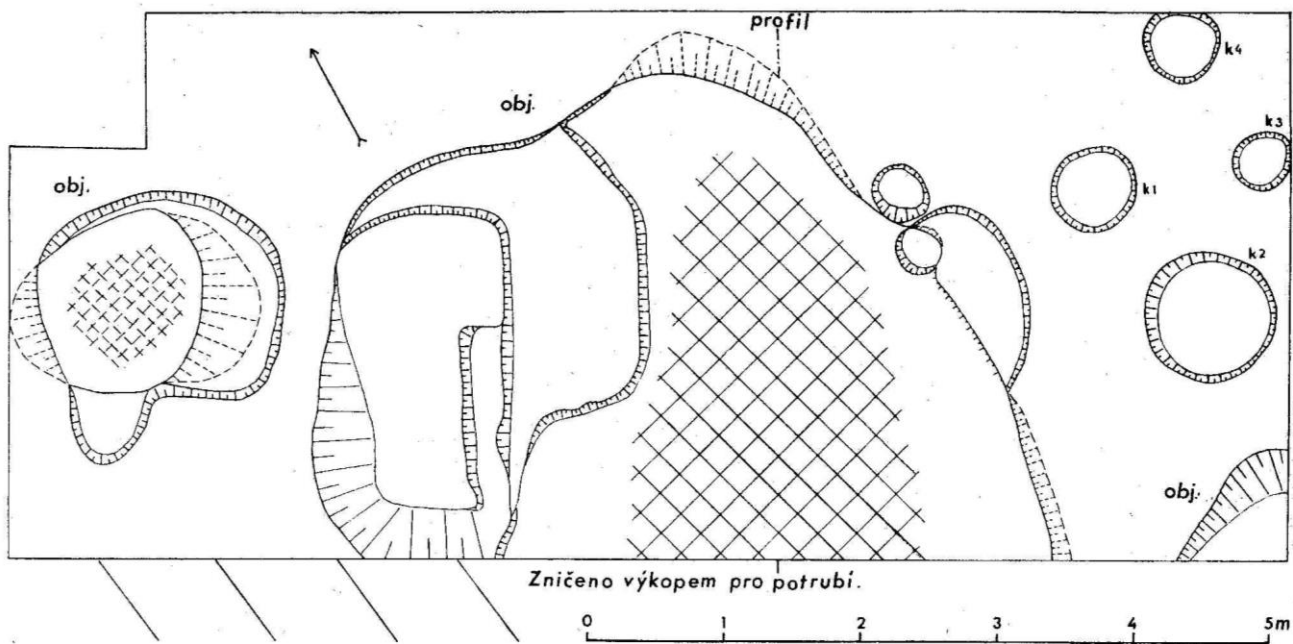 profil
k4
obj.
k3
obj.
k1
k2
obj.
Zničeno výkopem pro potrubí.
0 1 2 3 4 5m